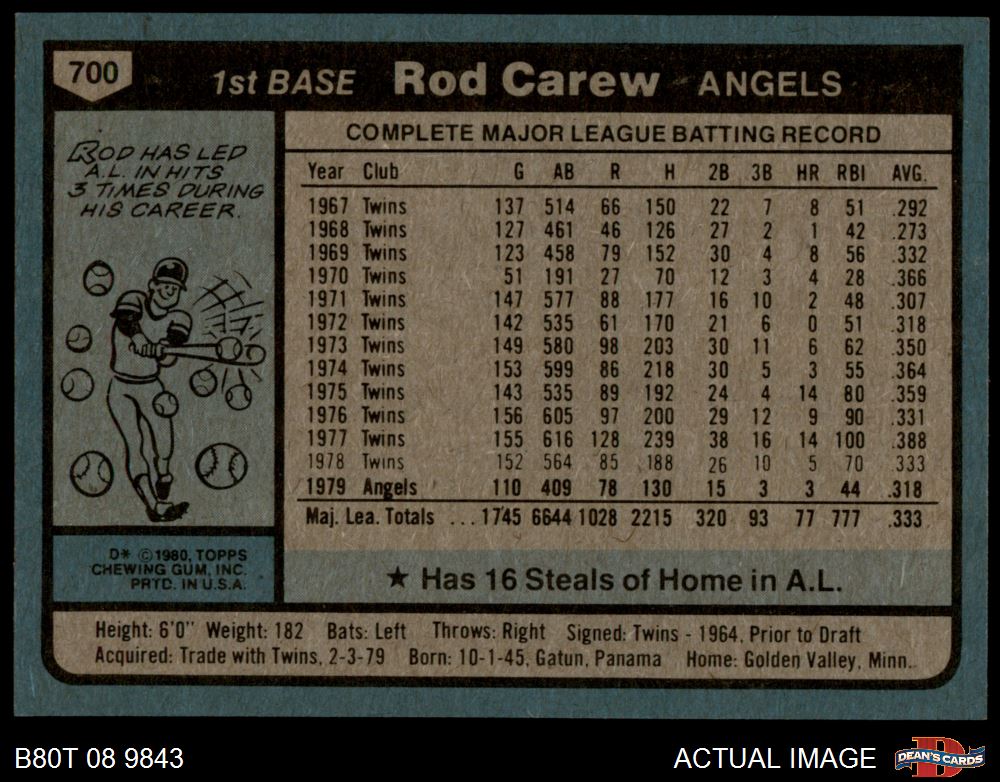 700
1st BASE Rod Carew ANGELS
ROD HAS LED
A.L. IN HITS
3 TIMES DURING
HIS CAREER.
COMPLETE MAJOR LEAGUE BATTING RECORD
Year Club G AB R H 2B 3B HR RBI AVG.
1967 Twins 137 514 66 150 22 7 8 51 .292
1968 Twins 127 461 46 126 27 2 1 42 .273
1969 Twins 123 458 79 152 30 4 8 56 .332
1970 Twins 51 191 27 70 12 3 4 28 .366
1971 Twins 147 577 88 177 16 10 2 48 .307
1972 Twins 142 535 61 170 21 6 0 51 .318
1973 Twins 149 580 98 203 30 11 6 62 .350
1974 Twins 153 599 86 218 30 5 3 55 .364
1975 Twins 143 535 89 192 24 4 14 80 .359
1976 Twins 156 605 97 200 29 12 9 90 .331
1977 Twins 155 616 128 239 38 16 14 100 .388
1978 Twins 152 564 85 188 26 10 5 70 .333
1979 Angels 110 409 78 130 15 3 3 44 .318
Maj. Lea. Totals ... 1745 6644 1028 2215 320 93 77 777 .333
D* © 1980, TOPPS
CHEWING GUM, INC.
PRTD. IN U.S.A.
★ Has 16 Steals of Home in A.L.
Height: 6'0" Weight: 182 Bats: Left Throws: Right Signed: Twins - 1964, Prior to Draft
Acquired: Trade with Twins, 2-3-79 Born: 10-1-45, Gatun, Panama Home: Golden Valley, Minn.
B80T 08 9843
ACTUAL IMAGE
D
DEAN'S CARDS